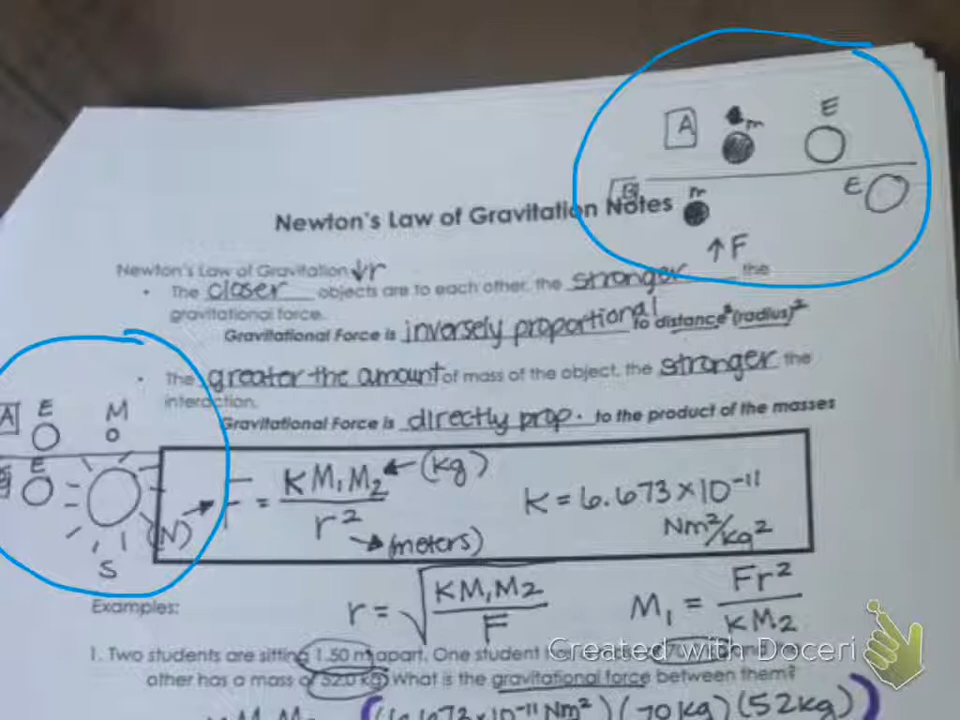 A m E
B m E
Newton's Law of Gravitation Notes
↑F
Newton's Law of Gravitation ↓r
• The closer objects are to each other, the stronger the
gravitational force.
Gravitational Force is inversely proportional to distance² (radius)²
• The greater the amount of mass of the object, the stronger the
interaction.
Gravitational Force is directly prop. to the product of the masses
A E M
E
S
(N) → F = KM₁M₂ ← (kg)
r² → (meters)
K = 6.673 × 10⁻¹¹
Nm²/kg²
Examples:
r = √ KM₁M₂
F
M₁ = Fr²
KM₂
1. Two students are sitting 1.50 m apart. One student
other has a mass of 52.0 kg. What is the gravitational force between them?
(6.673×10⁻¹¹ Nm²)(70kg)(52kg)
Created with Doceri